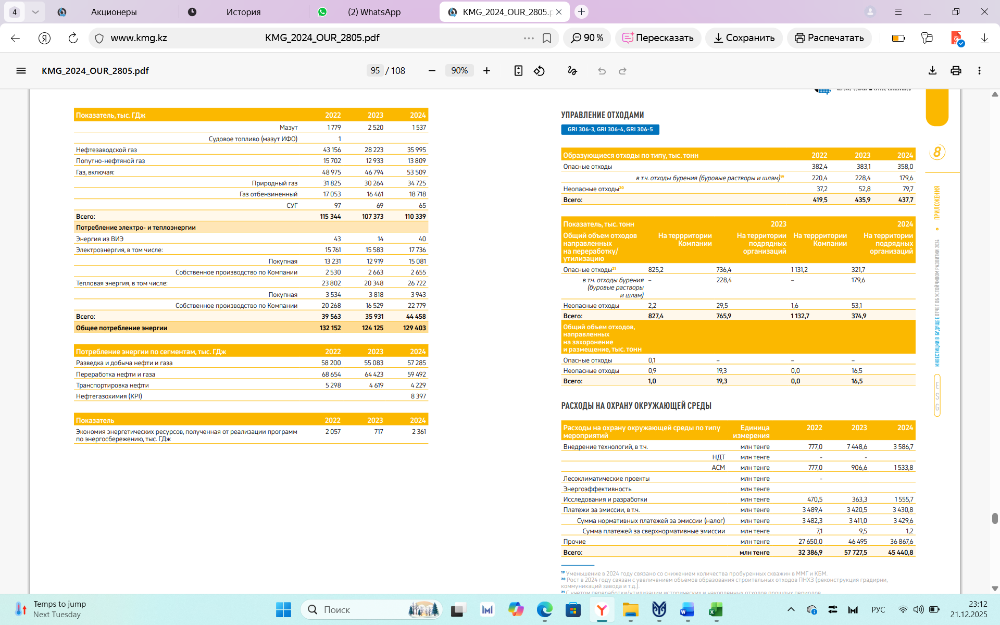 4
Акционеры
История
(2) WhatsApp
KMG_2024_OUR_2805.p
www.kmg.kz
KMG_2024_OUR_2805.pdf
90 %
Пересказать
Сохранить
Распечатать
KMG_2024_OUR_2805.pdf
95 / 108
90%
Показатель, тыс. ГДж 2022 2023 2024
Мазут 1 779 2 520 1 537
Судовое топливо (мазут ИФО) 1
Нефтезаводской газ 43 156 28 223 35 995
Попутно-нефтяной газ 15 702 12 933 13 809
Газ, включая: 48 975 46 794 53 509
Природный газ 31 825 30 264 34 725
Газ отбензиненный 17 053 16 461 18 718
СУГ 97 69 65
Всего: 115 344 107 373 110 339
Потребление электро- и теплоэнергии
Энергия из ВИЭ 43 14 40
Электроэнергия, в том числе: 15 761 15 583 17 736
Покупная 13 231 12 919 15 081
Собственное производство по Компании 2 530 2 663 2 655
Тепловая энергия, в том числе: 23 802 20 348 26 722
Покупная 3 534 3 818 3 943
Собственное производство по Компании 20 268 16 529 22 779
Всего: 39 563 35 931 44 458
Общее потребление энергии 132 152 124 125 129 403
Потребление энергии по сегментам, тыс. ГДж 2022 2023 2024
Разведка и добыча нефти и газа 58 200 55 083 57 285
Переработка нефти и газа 68 654 64 423 59 492
Транспортировка нефти 5 298 4 619 4 229
Нефтегазохимия (KPI) 8 397
Показатель 2022 2023 2024
Экономия энергетических ресурсов, полученная от реализации программ 2 057 717 2 361
по энергосбережению, тыс. ГДж
УПРАВЛЕНИЕ ОТХОДАМИ
GRI 306-3, GRI 306-4, GRI 306-5
Образующиеся отходы по типу, тыс. тонн 2022 2023 2024
Опасные отходы 382,4 383,1 358,0
в т.ч. отходы бурения (буровые растворы и шлам)19 220,4 228,4 179,6
Неопасные отходы20 37,2 52,8 79,7
Всего: 419,5 435,9 437,7
Показатель, тыс. тонн 2023 2024
Общий объем отходов На террритории На территории На террритории На территории
направленных Компании подрядных Компании подрядных
на переработку/ организаций организаций
утилизацию
Опасные отходы21 825,2 736,4 1 131,2 321,7
в т.ч. отходы бурения – 228,4 – 179,6
(буровые растворы
и шлам)
Неопасные отходы 2,2 29,5 1,6 53,1
Всего: 827,4 765,9 1 132,7 374,9
Общий объем отходов,
направленных
на захоронение
и размещение, тыс. тонн
Опасные отходы 0,1 – – –
Неопасные отходы 0,9 19,3 0,0 16,5
Всего: 1,0 19,3 0,0 16,5
РАСХОДЫ НА ОХРАНУ ОКРУЖАЮЩЕЙ СРЕДЫ
Расходы на охрану окружающей среды по типу Единица 2022 2023 2024
мероприятий измерения
Внедрение технологий, в т.ч. млн тенге 777,0 7 448,6 3 586,7
НДТ млн тенге - -
АСМ млн тенге 777,0 906,6 1 533,8
Лесоклиматические проекты млн тенге -
Энергоэффективность млн тенге
Исследования и разработки млн тенге 470,5 363,3 1 555,7
Платежи за эмиссии, в т.ч. млн тенге 3 489,4 3 420,5 3 430,8
Сумма нормативных платежей за эмиссии (налог) млн тенге 3 482,3 3 411,0 3 429,6
Сумма платежей за сверхнормативные эмиссии млн тенге 7,1 9,5 1,2
Прочие млн тенге 27 650,0 46 495 36 867,6
Всего: млн тенге 32 386,9 57 727,5 45 440,8
19 Уменьшение в 2024 году связано со снижением количества пробуренных скважин в ММГ и КБМ.
20 Рост в 2024 году связан с увеличением объемов образования строительных отходов ПНХЗ (реконструкция градирни,
коммуникаций завода и т.д.).
21 С учетом переработки/утилизации исторических и накопленных отходов прошлых периодов
8
ИНВЕСТИЦИИ В БУДУЩЕЕ ОТЧЕТ ОБ УСТОЙЧИВОМ РАЗВИТИИ 2024 ПРИЛОЖЕНИЯ
E
S
G
Temps to jump
Next Tuesday
Поиск
РУС
23:12
21.12.2025